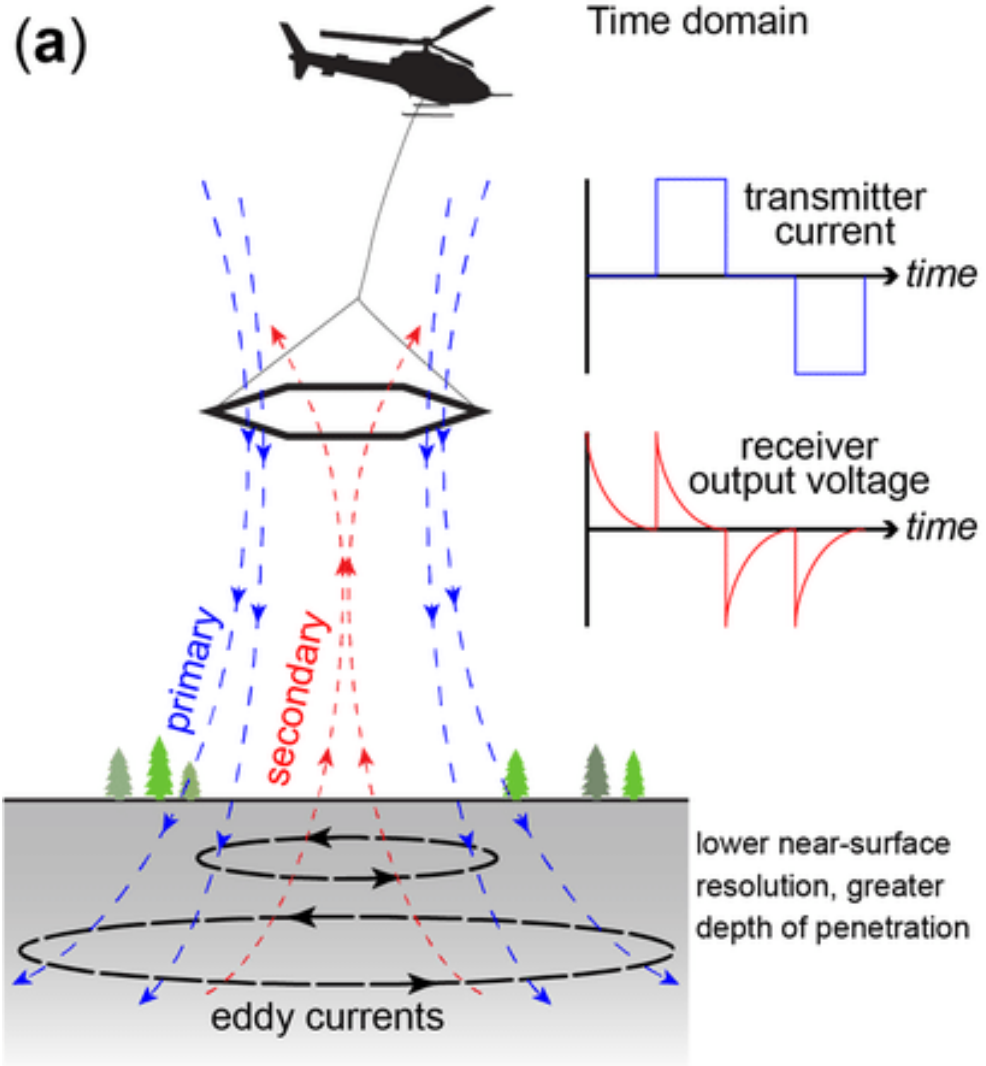 (a)
Time domain
transmitter
current
time
receiver
output voltage
time
primary
secondary
lower near-surface
resolution, greater
depth of penetration
eddy currents